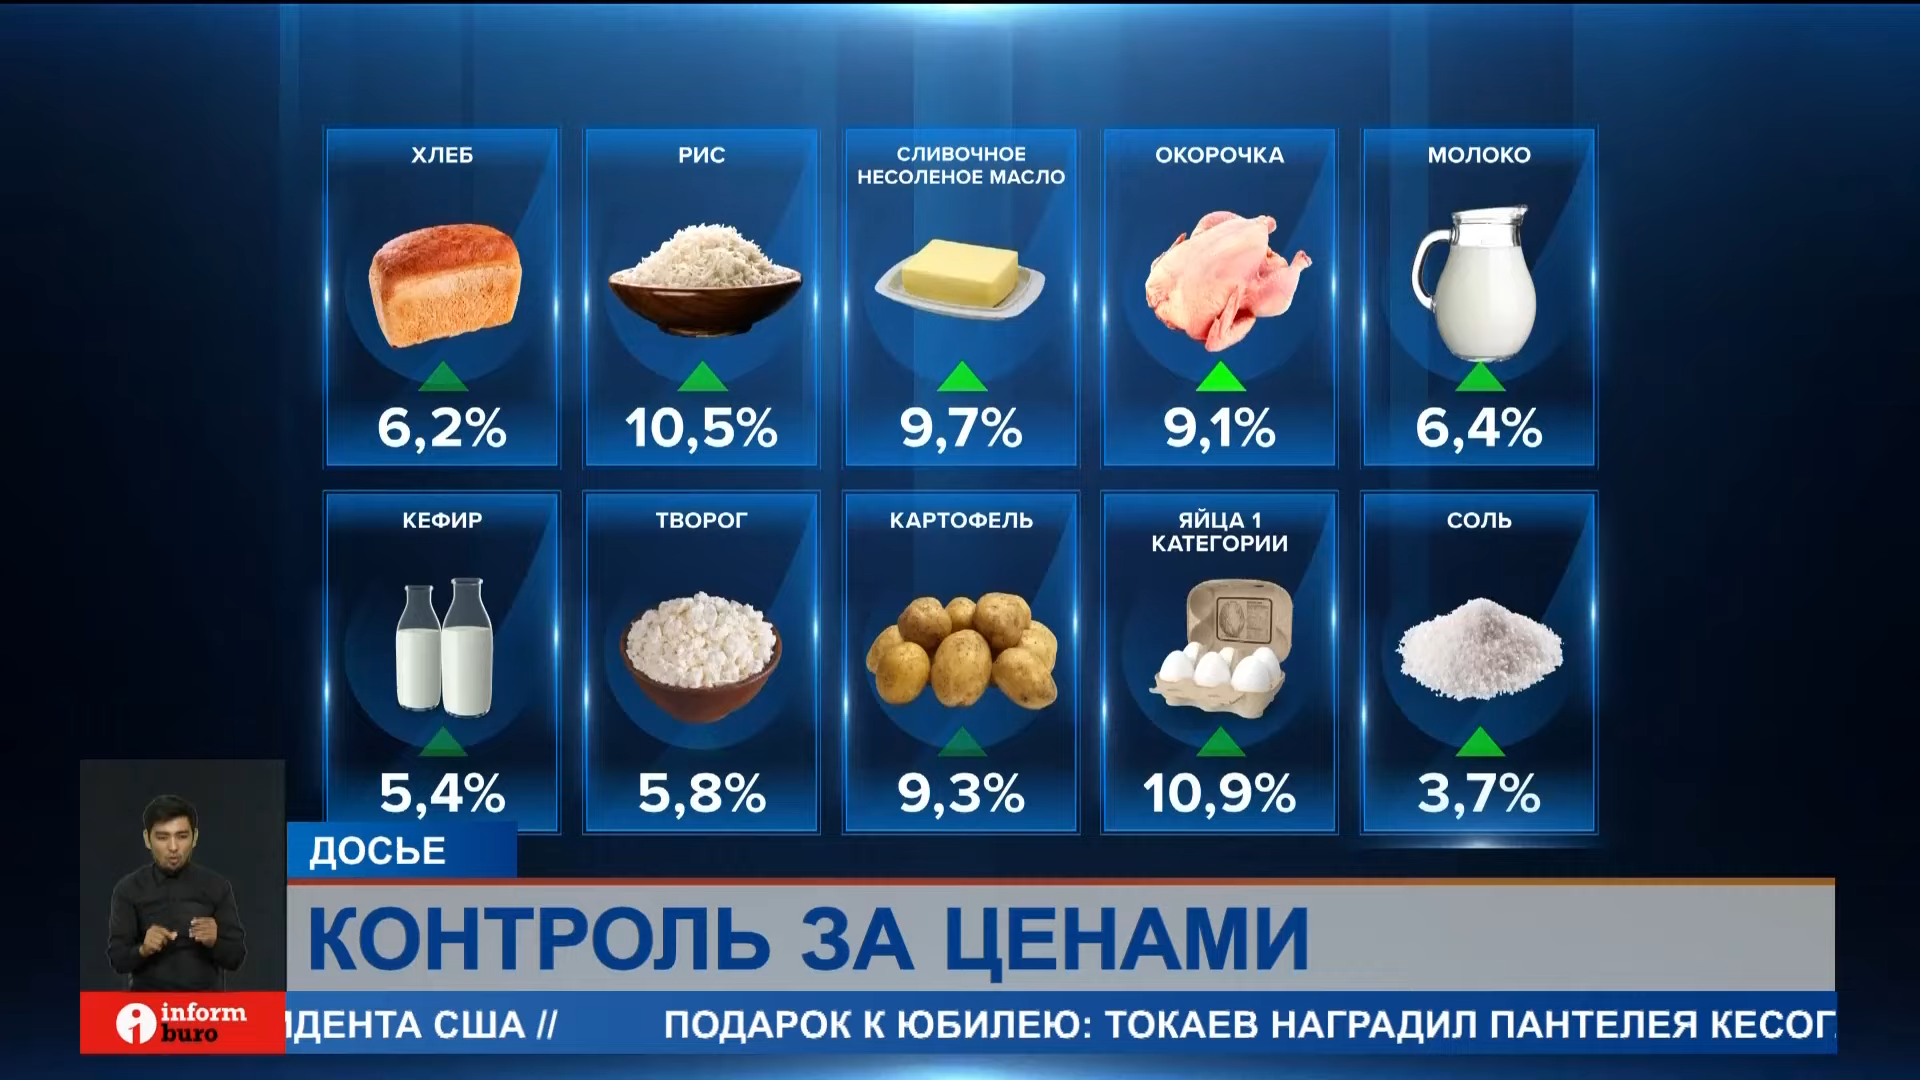 ХЛЕБ
6,2%
РИС
10,5%
СЛИВОЧНОЕ
НЕСОЛЕНОЕ МАСЛО
9,7%
ОКОРОЧКА
9,1%
МОЛОКО
6,4%
КЕФИР
5,4%
ТВОРОГ
5,8%
КАРТОФЕЛЬ
9,3%
ЯЙЦА 1
КАТЕГОРИИ
10,9%
СОЛЬ
3,7%
ДОСЬЕ
КОНТРОЛЬ ЗА ЦЕНАМИ
inform
buro
США // ПОДАРОК К ЮБИЛЕЮ: ТОКАЕВ НАГРАДИЛ ПАНТЕЛЕЯ